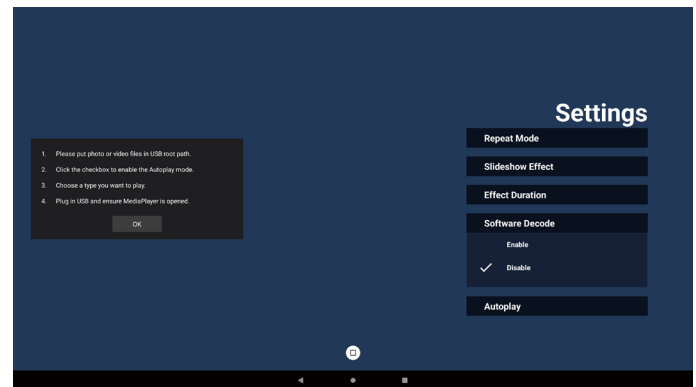 Settings
1. Please put photo or video files in USB root path.
2. Click the checkbox to enable the Autoplay mode.
3. Choose a type you want to play.
4. Plug in USB and ensure MediaPlayer is opened.
OK
Repeat Mode
Slideshow Effect
Effect Duration
Software Decode
Enable
Disable
Autoplay